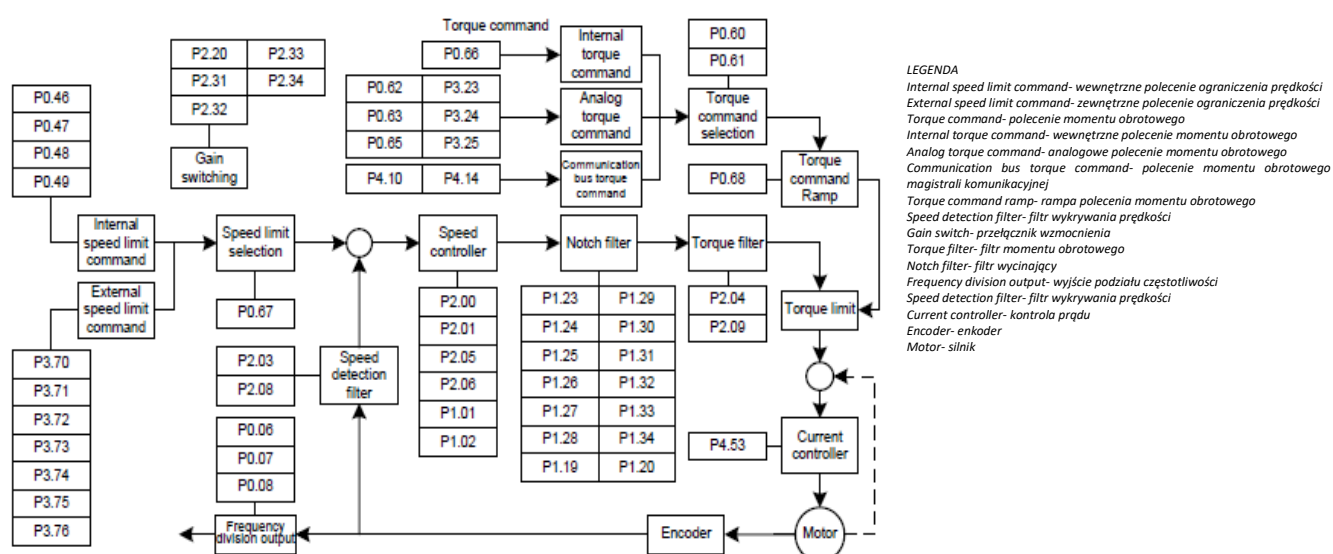 Torque command
P0.66
Internal
torque
command
P0.60
P0.61
P2.20 P2.33
P2.31 P2.34
P2.32
Gain
switching
P0.46
P0.47
P0.48
P0.49
P0.62 P3.23
P0.63 P3.24
P0.65 P3.25
Analog
torque
command
Torque
command
selection
P4.10 P4.14
Communication
bus torque
command
P0.68
Torque
command
Ramp
Internal
speed limit
command
Speed limit
selection
Speed
controller
Notch filter
Torque filter
External
speed limit
command
P0.67
P2.00
P2.01
P2.05
P2.06
P1.01
P1.02
P1.23 P1.29
P1.24 P1.30
P1.25 P1.31
P1.26 P1.32
P1.27 P1.33
P1.28 P1.34
P1.19 P1.20
P2.04
P2.09
Torque limit
P2.03
P2.08
Speed
detection
filter
P3.70
P3.71
P3.72
P3.73
P3.74
P3.75
P3.76
P0.06
P0.07
P0.08
P4.53
Current
controller
Frequency
division output
Encoder
Motor
LEGENDA
Internal speed limit command- wewnętrzne polecenie ograniczenia prędkości
External speed limit command- zewnętrzne polecenie ograniczenia prędkości
Torque command- polecenie momentu obrotowego
Internal torque command- wewnętrzne polecenie momentu obrotowego
Analog torque command- analogowe polecenie momentu obrotowego
Communication bus torque command- polecenie momentu obrotowego
magistrali komunikacyjnej
Torque command ramp- rampa polecenia momentu obrotowego
Speed detection filter- filtr wykrywania prędkości
Gain switch- przełącznik wzmocnienia
Torque filter- filtr momentu obrotowego
Notch filter- filtr wycinający
Frequency division output- wyjście podziału częstotliwości
Speed detection filter- filtr wykrywania prędkości
Current controller- kontrola prądu
Encoder- enkoder
Motor- silnik